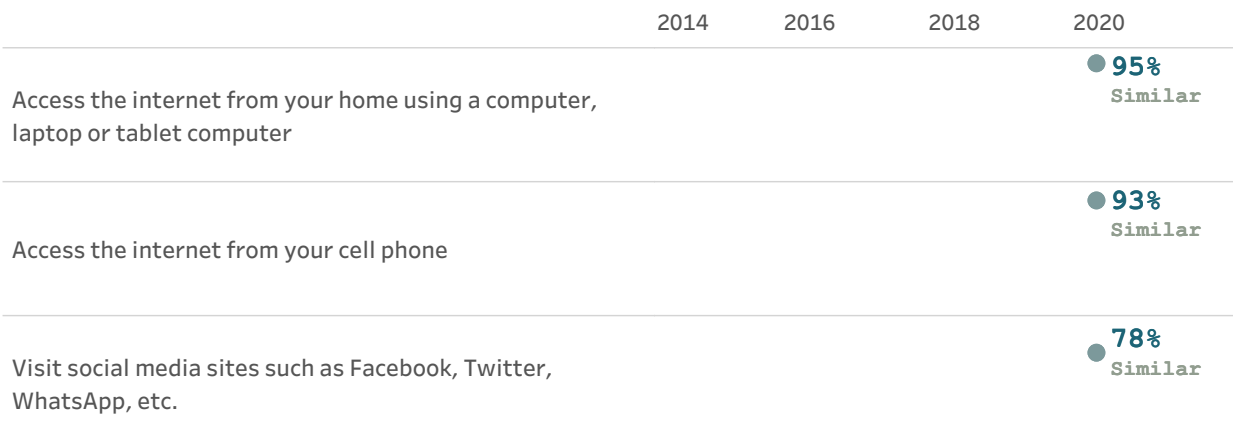 2014 2016 2018 2020
95%
Similar
Access the internet from your home using a computer,
laptop or tablet computer
93%
Similar
Access the internet from your cell phone
78%
Similar
Visit social media sites such as Facebook, Twitter,
WhatsApp, etc.